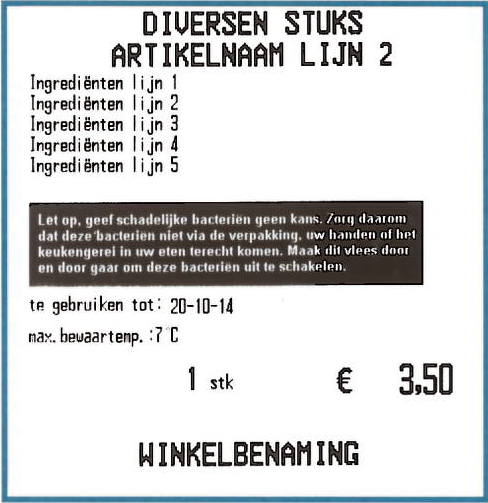 DIVERSEN STUKS
ARTIKELNAAM LIJN 2
Ingrediënten lijn 1
Ingrediënten lijn 2
Ingrediënten lijn 3
Ingrediënten lijn 4
Ingrediënten lijn 5
Let op, geef schadelijke bacteriën geen kans. Zorg daarom
dat deze bacteriën niet via de verpakking, uw handen of het
keukengerei in uw eten terecht komen. Maak dit vlees door
en door gaar om deze bacteriën uit te schakelen.
te gebruiken tot: 20-10-14
max. bewaartemp. :7°C
1 stk € 3,50
WINKELBENAMING